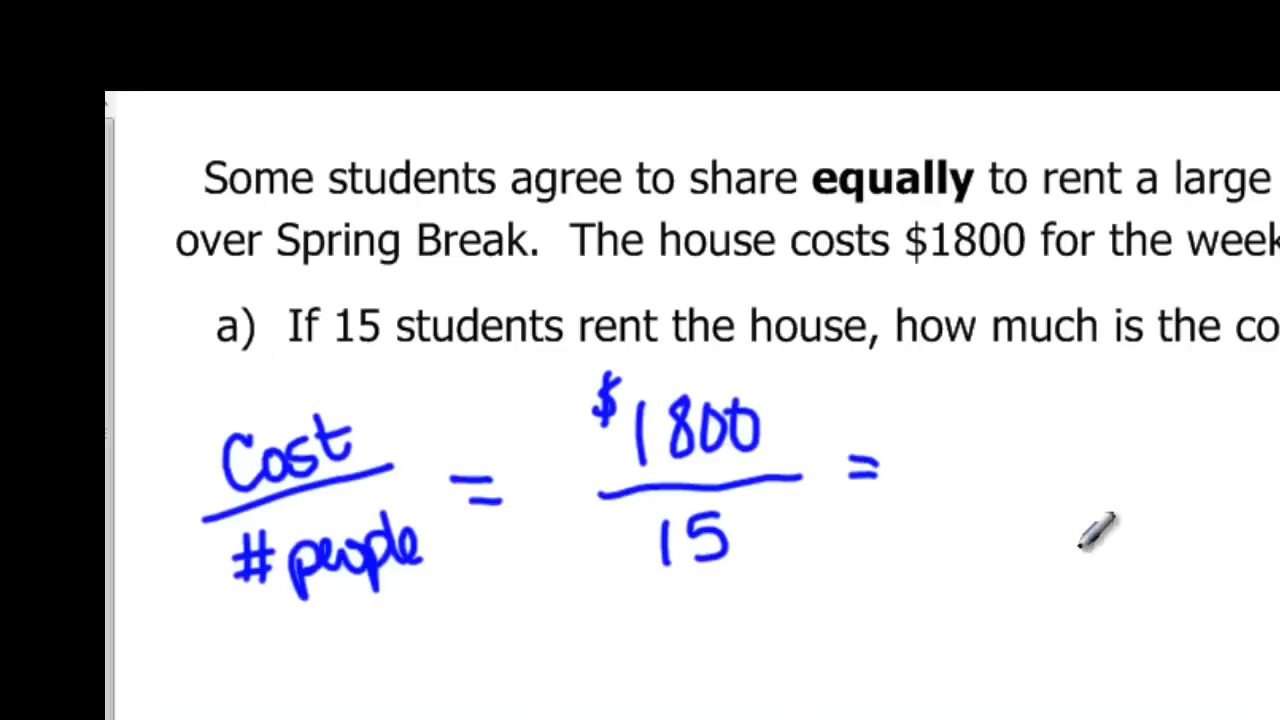 Some students agree to share equally to rent a large
over Spring Break. The house costs $1800 for the week
a) If 15 students rent the house, how much is the co
Cost
# people
=
$1800
15
=